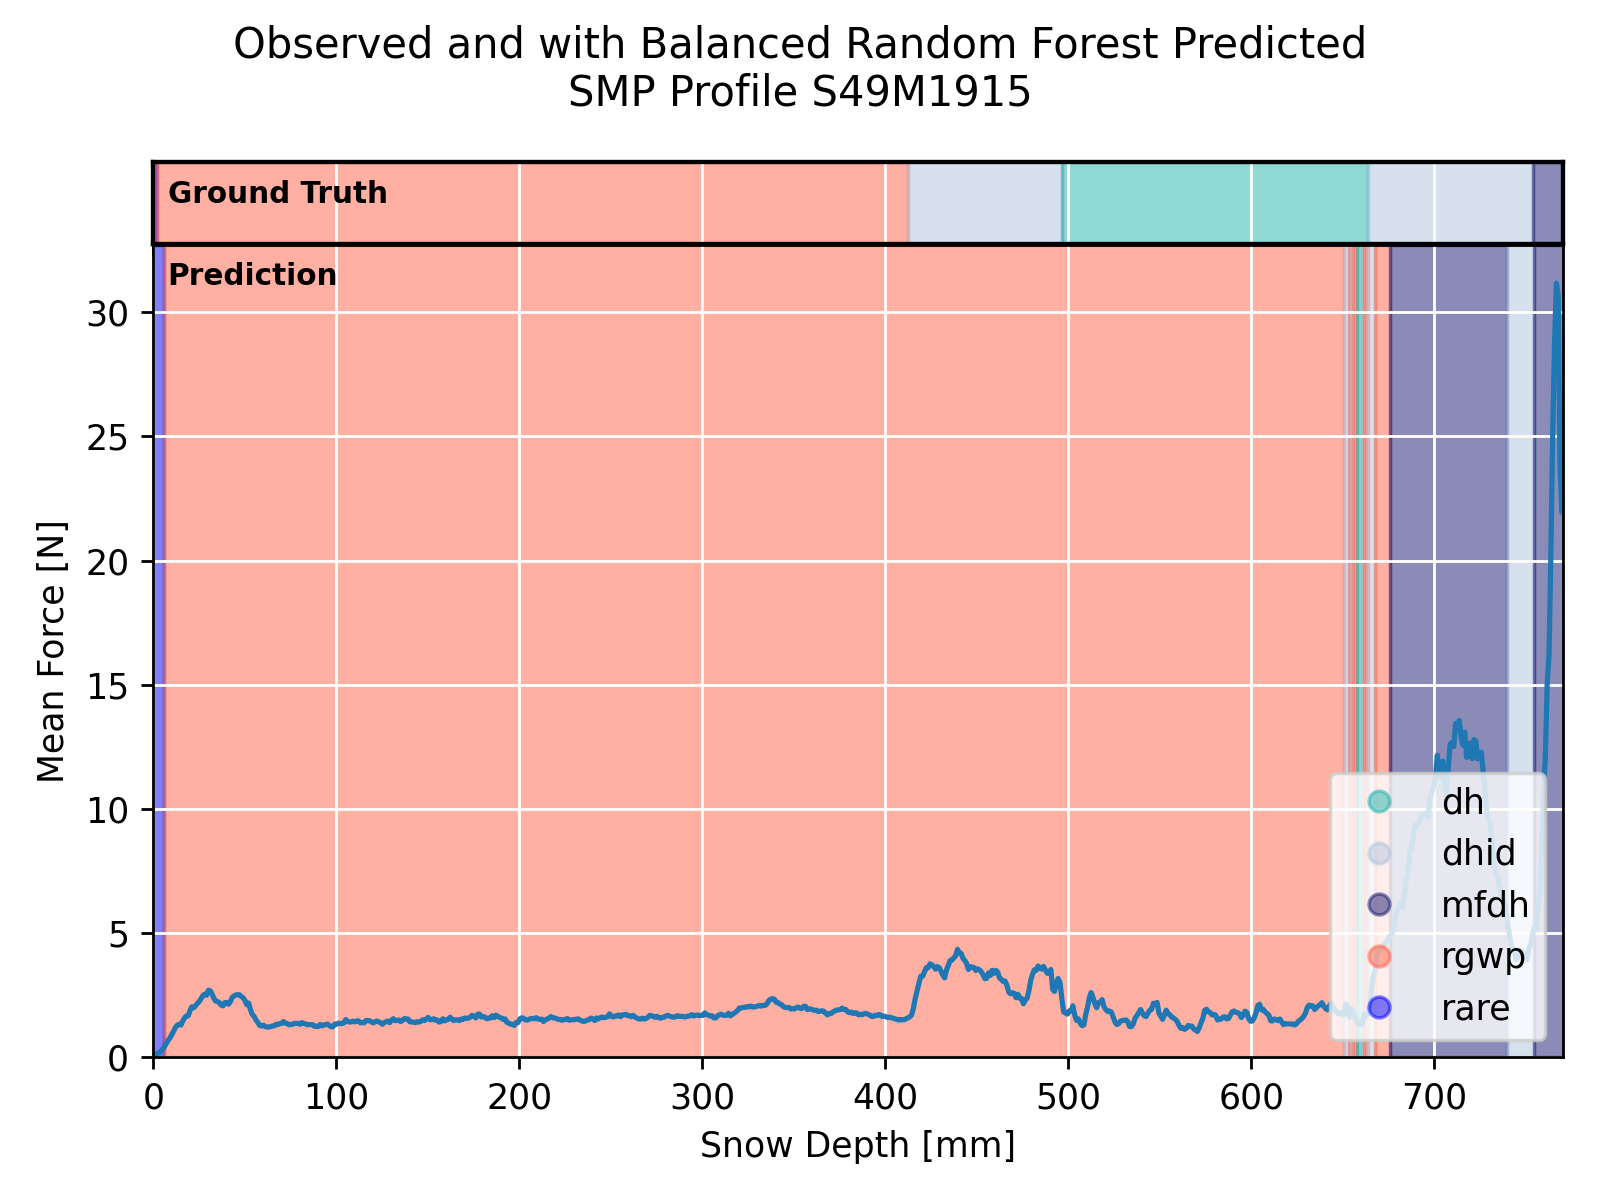 Observed and with Balanced Random Forest Predicted
SMP Profile S49M1915
Ground Truth
Prediction
30
25
20
15
10
5
0
Mean Force [N]
dh
dhid
mfdh
rgwp
rare
0 100 200 300 400 500 600 700
Snow Depth [mm]